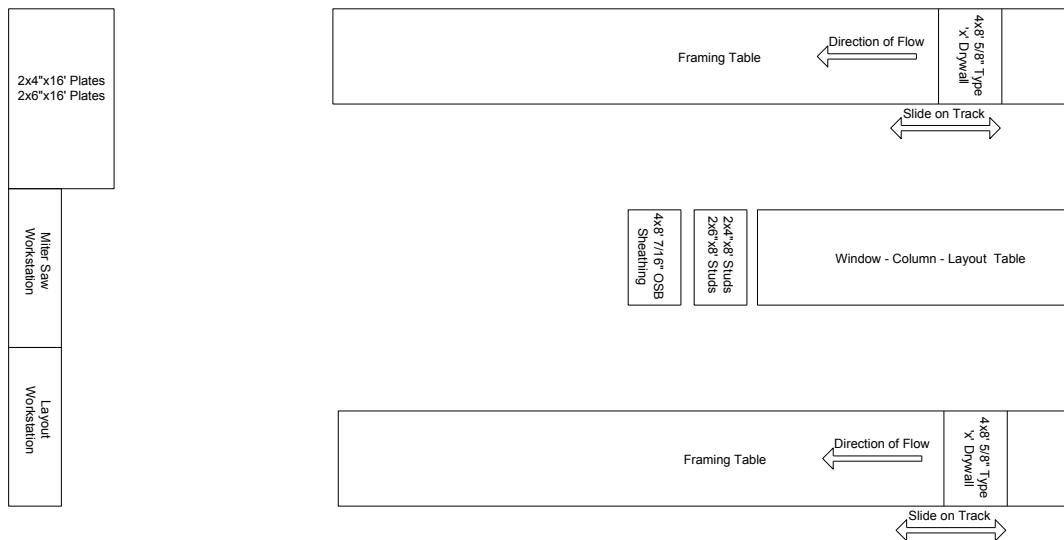 2x4"x16' Plates
2x6"x16' Plates
Miter Saw
Workstation
Layout
Workstation
Framing Table
Direction of Flow
4x8' 5/8" Type
'x' Drywall
Slide on Track
4x8' 7/16" OSB
Sheathing
2x4"x8' Studs
2x6"x8' Studs
Window - Column - Layout Table
Framing Table
Direction of Flow
4x8' 5/8" Type
'x' Drywall
Slide on Track